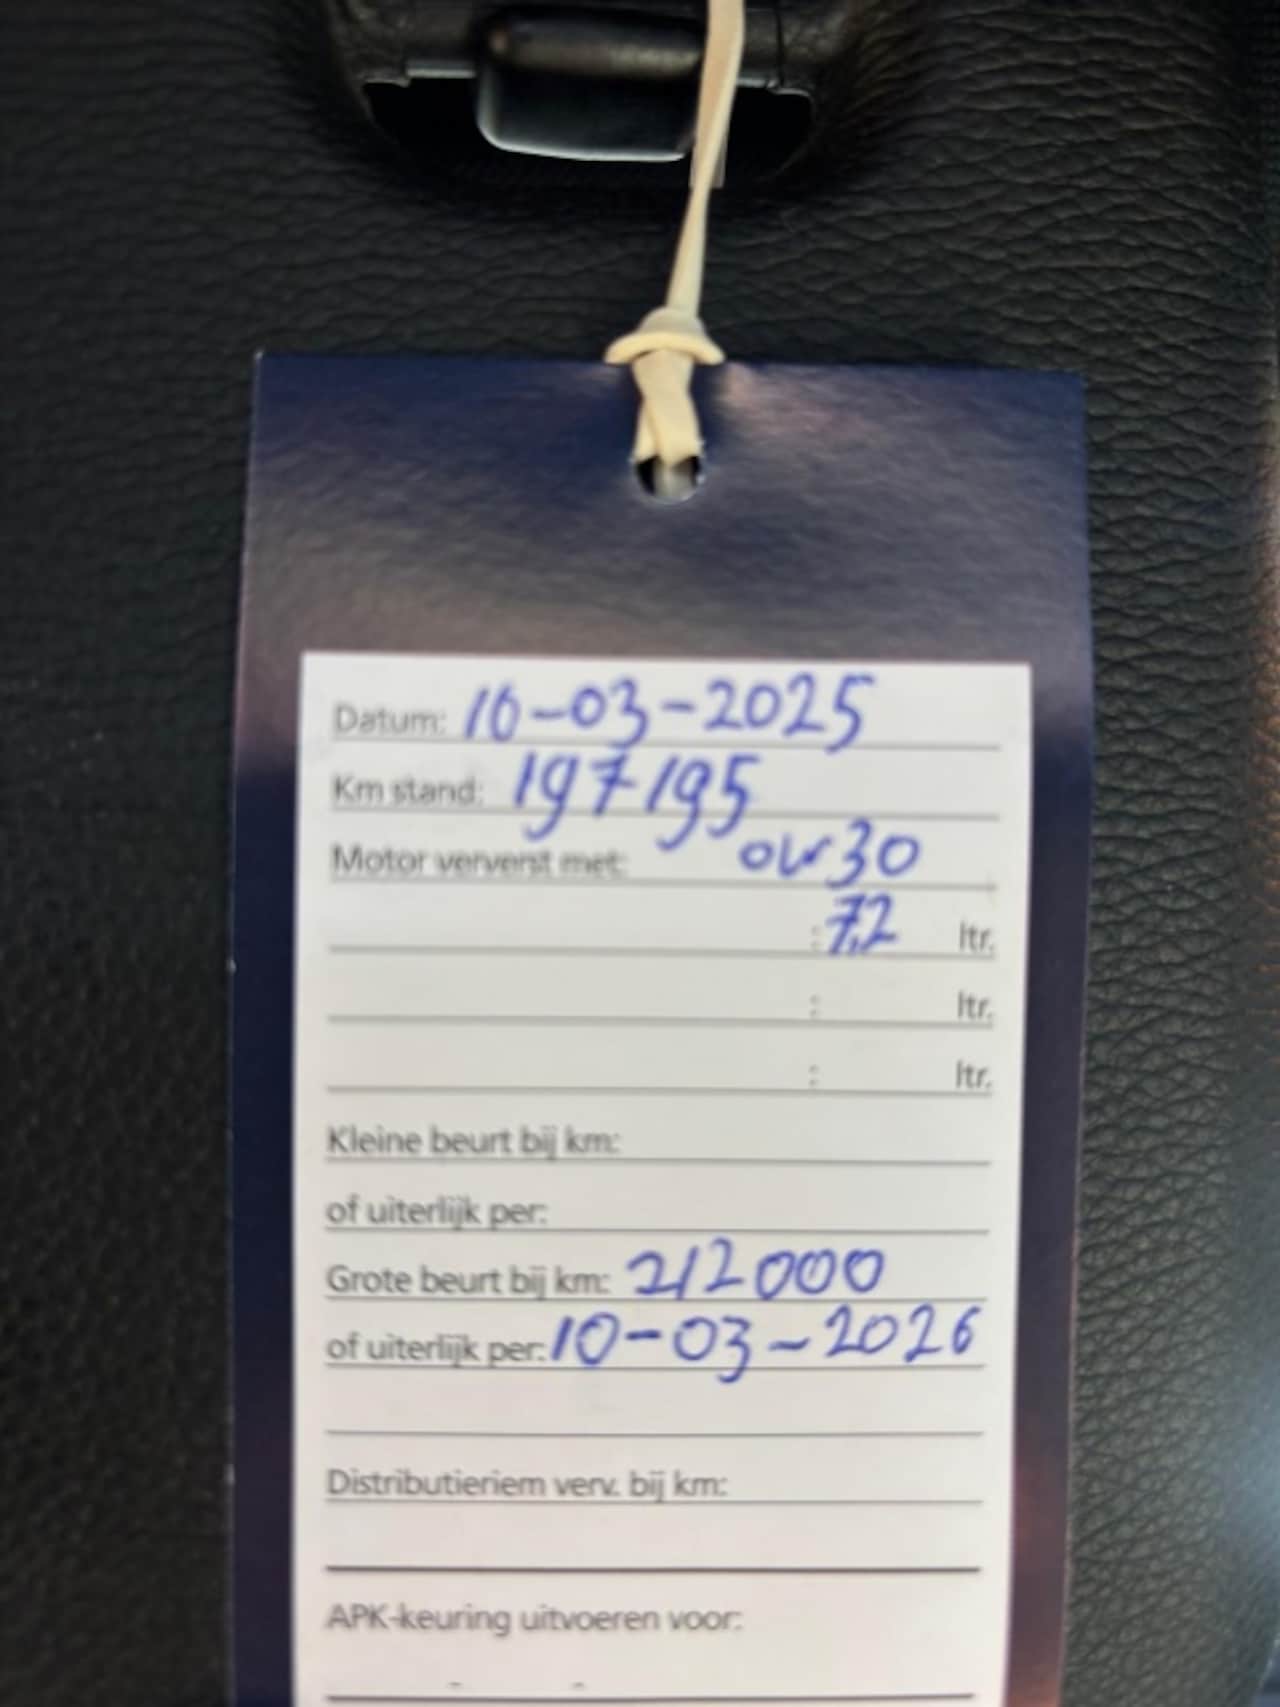 Datum: 10-03-2025
Km stand: 197195
Motor ververst met: ow30
: 7,2 ltr.
: ltr.
: ltr.
Kleine beurt bij km:
of uiterlijk per:
Grote beurt bij km: 212000
of uiterlijk per: 10-03-2026
Distributieriem verv. bij km:
APK-keuring uitvoeren voor: